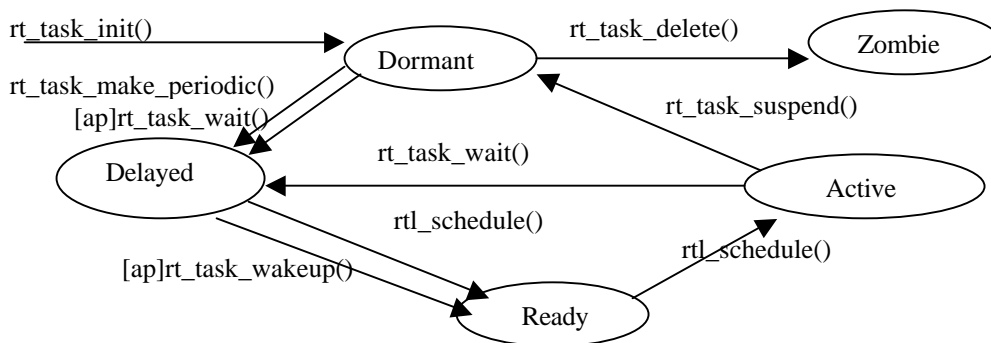 rt_task_init()
rt_task_delete()
Zombie
Dormant
rt_task_make_periodic()
rt_task_suspend()
[ap]rt_task_wait()
rt_task_wait()
Delayed
Active
rtl_schedule()
rtl_schedule()
[ap]rt_task_wakeup()
Ready